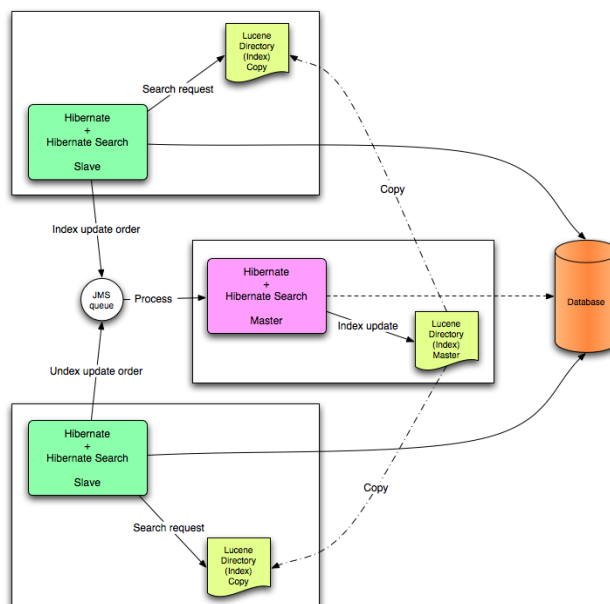 Lucene
Directory
(Index)
Copy
Search request
Hibernate
+
Hibernate Search
Slave
Copy
Index update order
Hibernate
+
Hibernate Search
Master
JMS
queue
Process
Database
Index update
Lucene
Directory
(Index)
Master
Undex update order
Hibernate
+
Hibernate Search
Slave
Copy
Search request
Lucene
Directory
(Index)
Copy